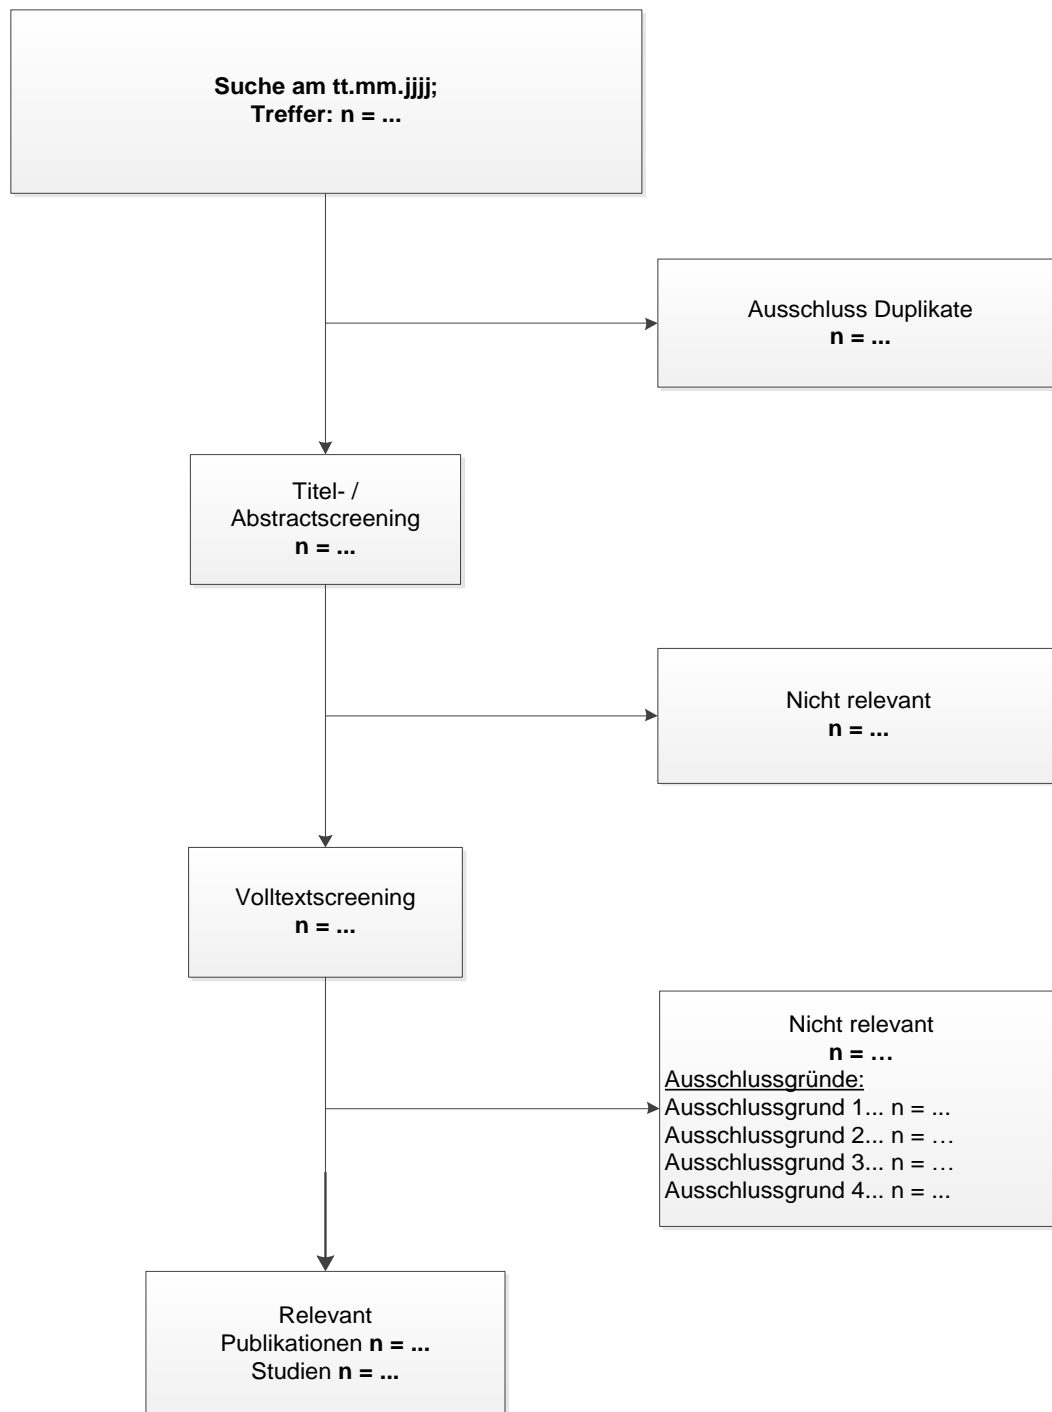 Suche am tt.mm.jjjj;
Treffer: n = ...
Ausschluss Duplikate
n = ...
Titel- /
Abstractscreening
n = ...
Nicht relevant
n = ...
Volltextscreening
n = ...
Nicht relevant
n = …
Ausschlussgründe:
Ausschlussgrund 1... n = ...
Ausschlussgrund 2... n = …
Ausschlussgrund 3... n = …
Ausschlussgrund 4... n = ...
Relevant
Publikationen n = ...
Studien n = ...